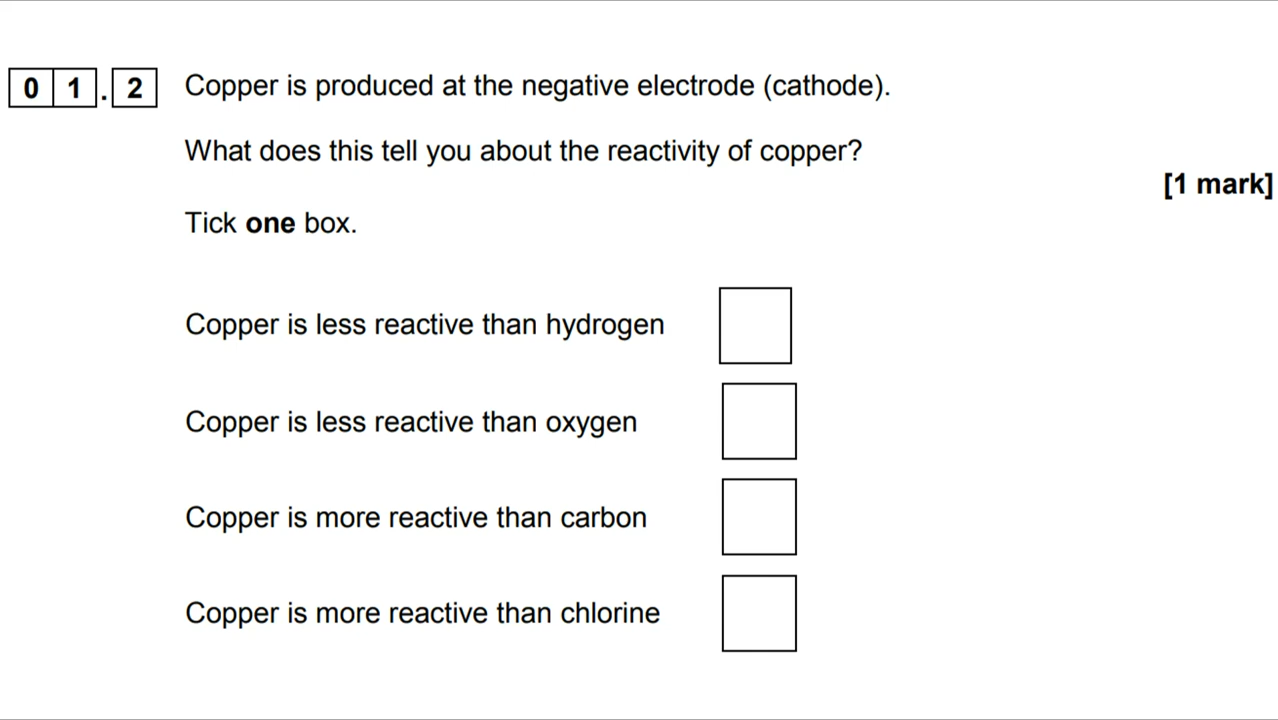 01.2 Copper is produced at the negative electrode (cathode).
What does this tell you about the reactivity of copper?
[1 mark]
Tick one box.
Copper is less reactive than hydrogen
Copper is less reactive than oxygen
Copper is more reactive than carbon
Copper is more reactive than chlorine